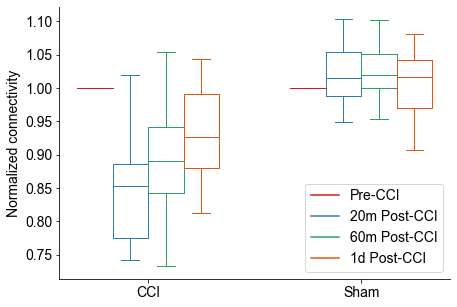 1.10
1.05
1.00
0.95
0.90
0.85
0.80
0.75
Normalized connectivity
CCI
Sham
Pre-CCI
20m Post-CCI
60m Post-CCI
1d Post-CCI